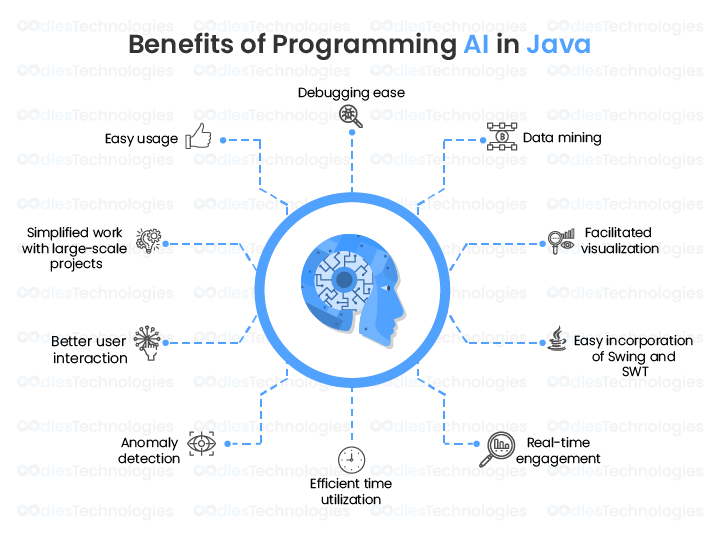 Benefits of Programming AI in Java
Debugging ease
Easy usage
Data mining
Simplified work
with large-scale
projects
Facilitated
visualization
Better user
interaction
Easy incorporation
of Swing and
SWT
Anomaly
detection
Real-time
engagement
Efficient time
utilization
OodlesTechnologies